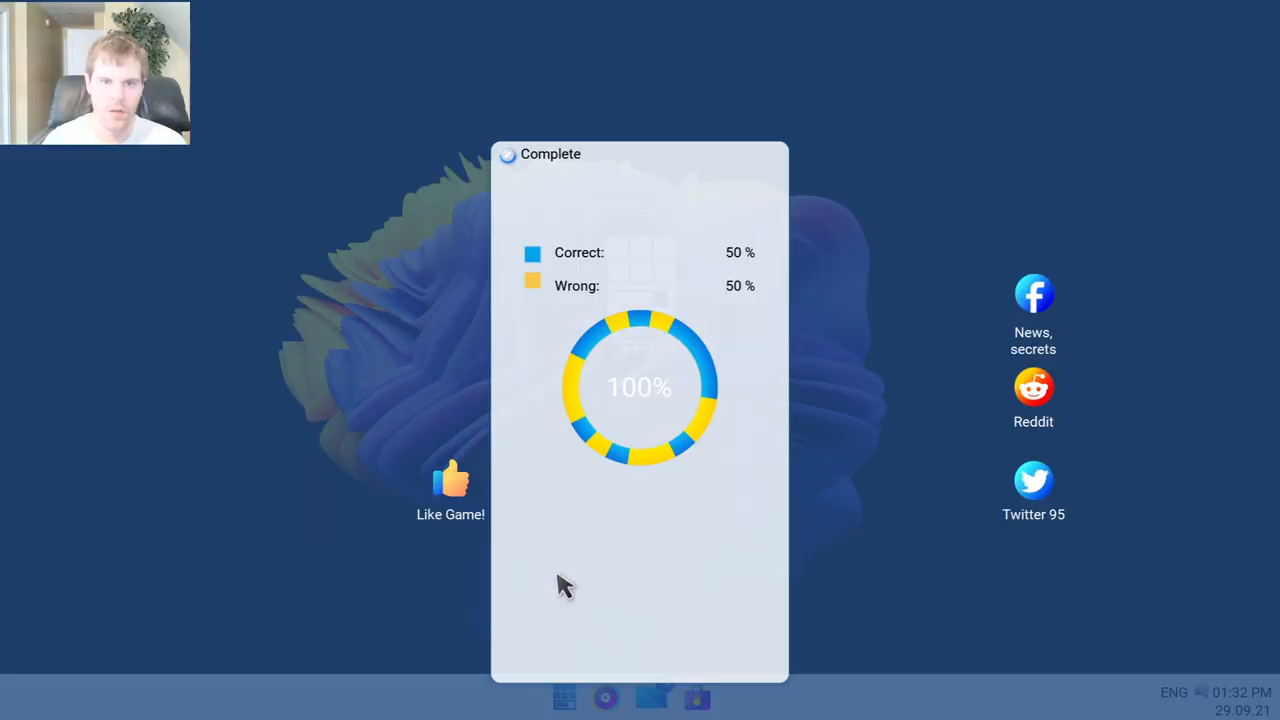 Complete
Correct: 50 %
Wrong: 50 %
100%
News,
secrets
Reddit
Like Game!
Twitter 95
ENG 01:32 PM
29.09.21